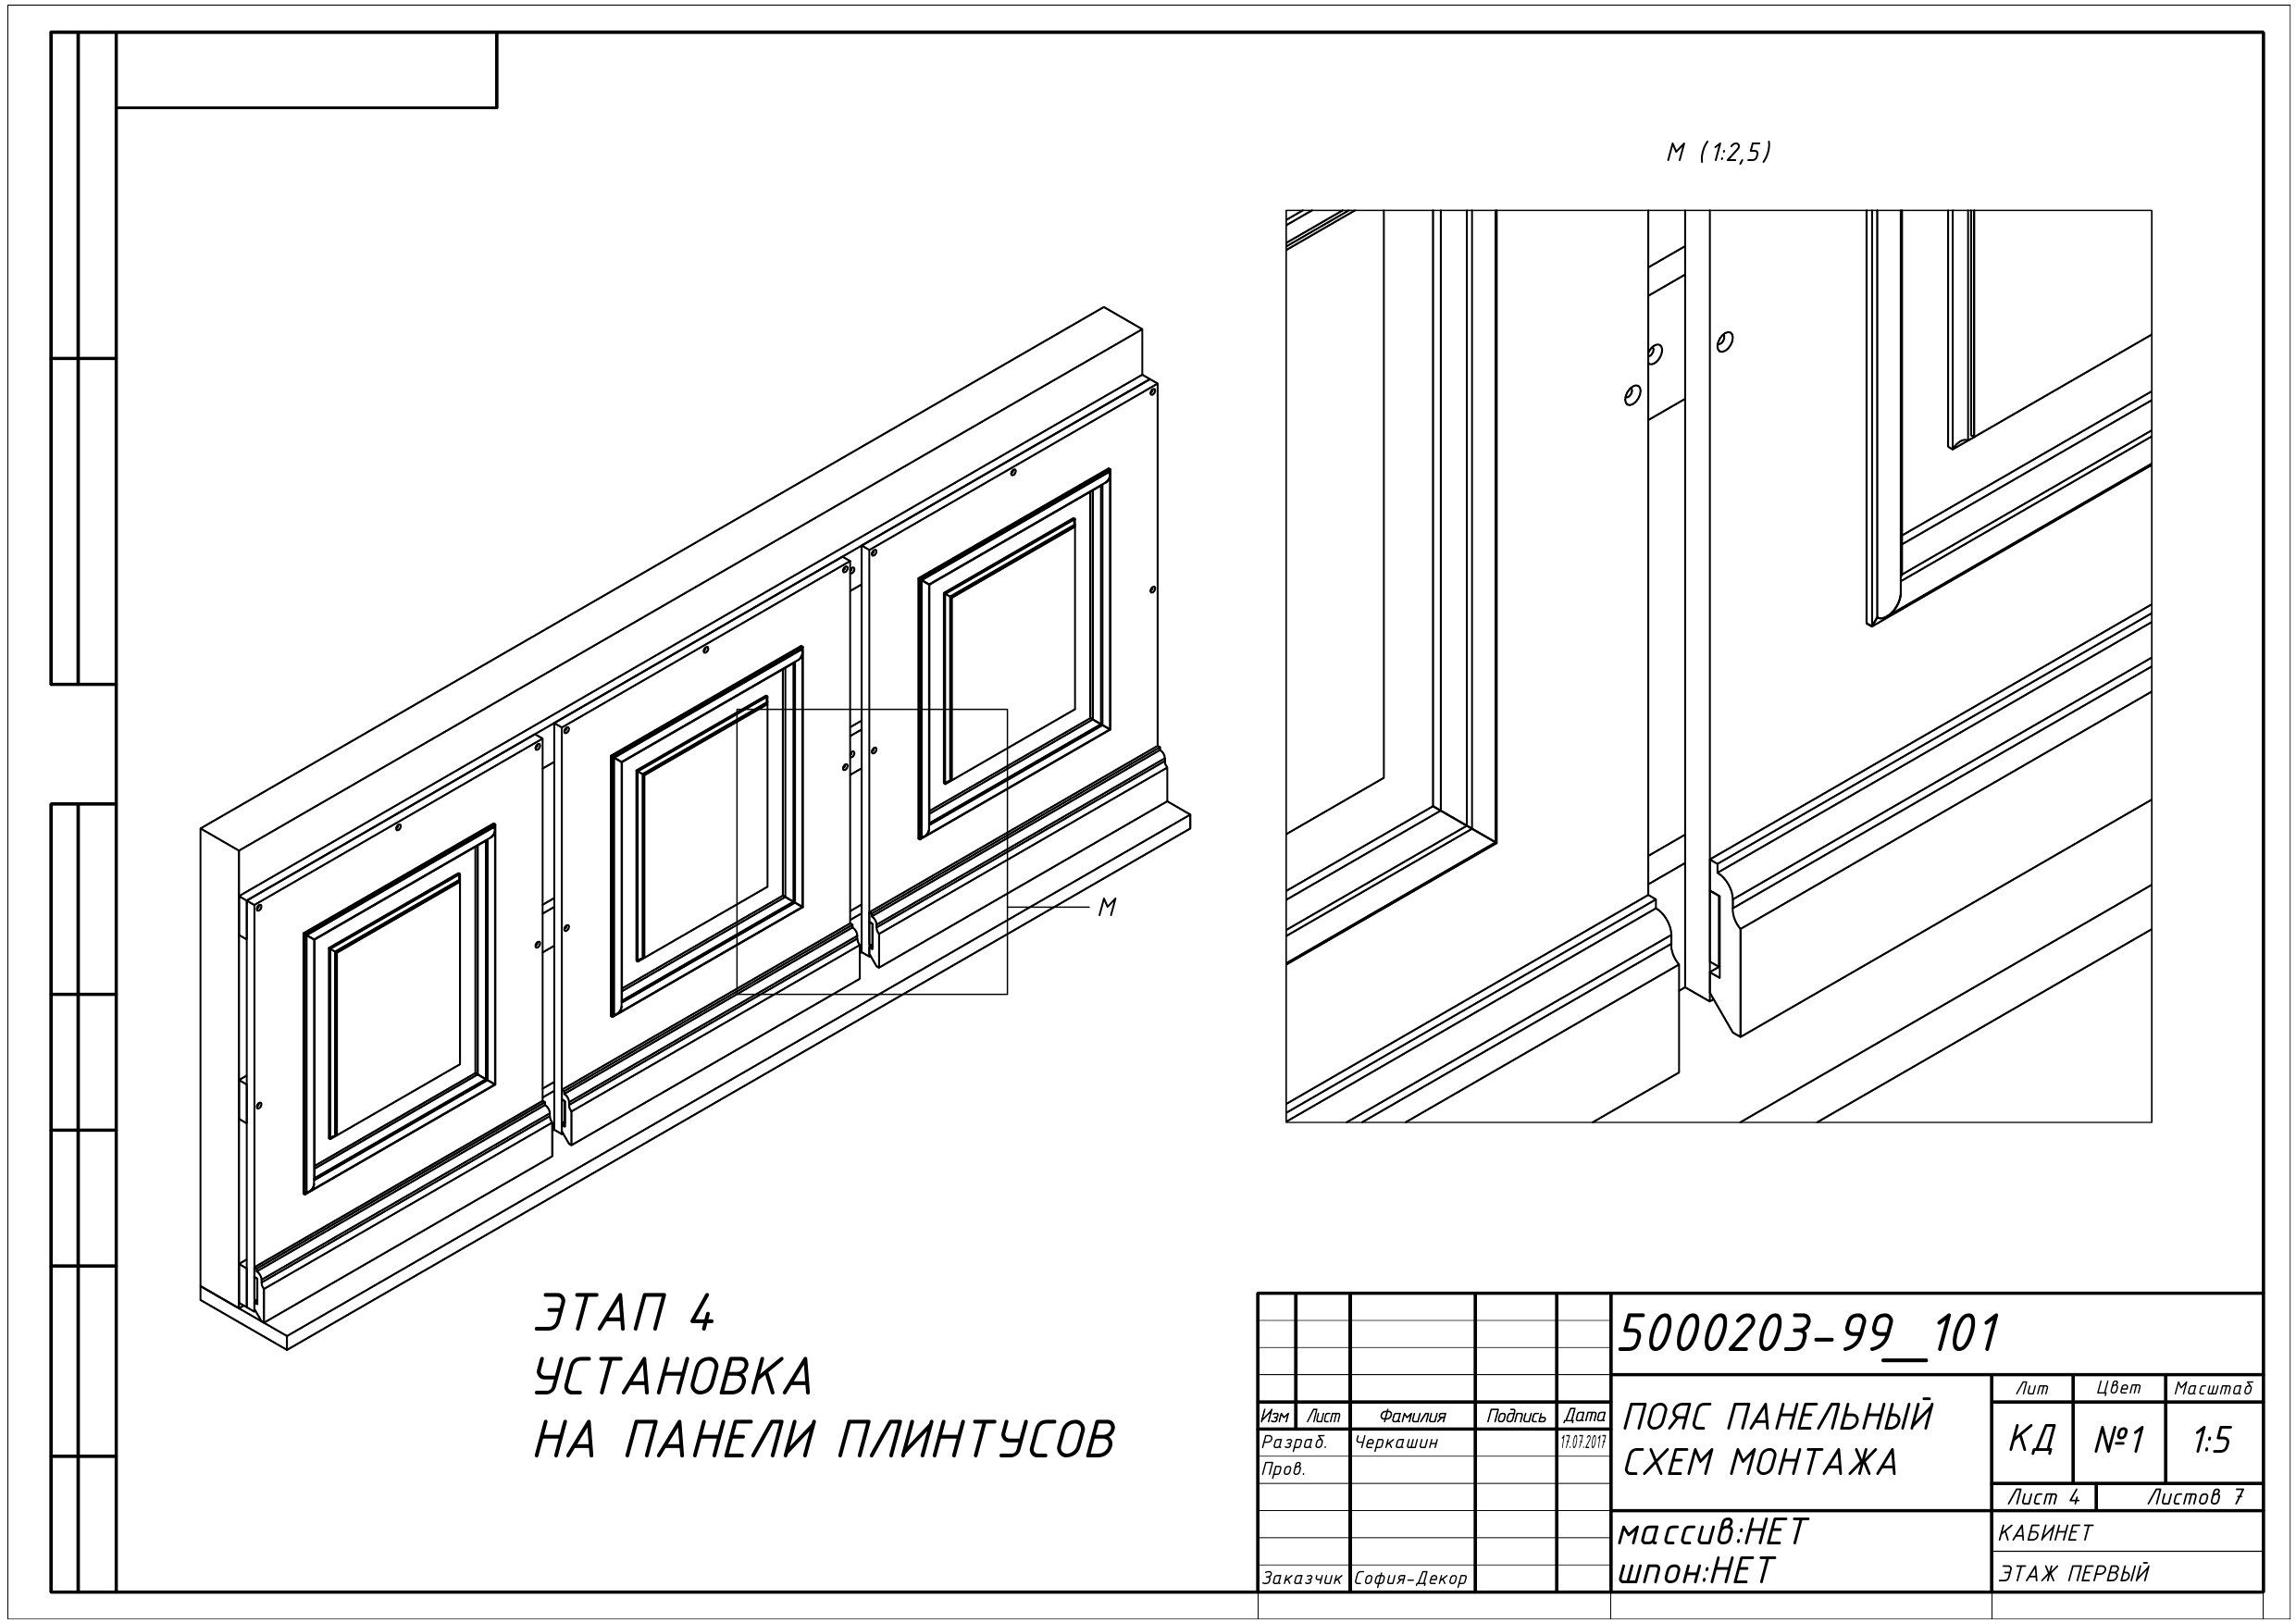 М (1:2,5)
М
ЭТАП 4
УСТАНОВКА
НА ПАНЕЛИ ПЛИНТУСОВ
5000203-99__101
ПОЯС ПАНЕЛЬНЫЙ
СХЕМ МОНТАЖА
Лит Цвет Масштаб
КД №1 1:5
Лист 4 Листов 7
Изм Лист Фамилия Подпись Дата
Разраб. Черкашин 17.07.2017
Пров.
массив:НЕТ
шпон:НЕТ
КАБИНЕТ
ЭТАЖ ПЕРВЫЙ
Заказчик София-Декор